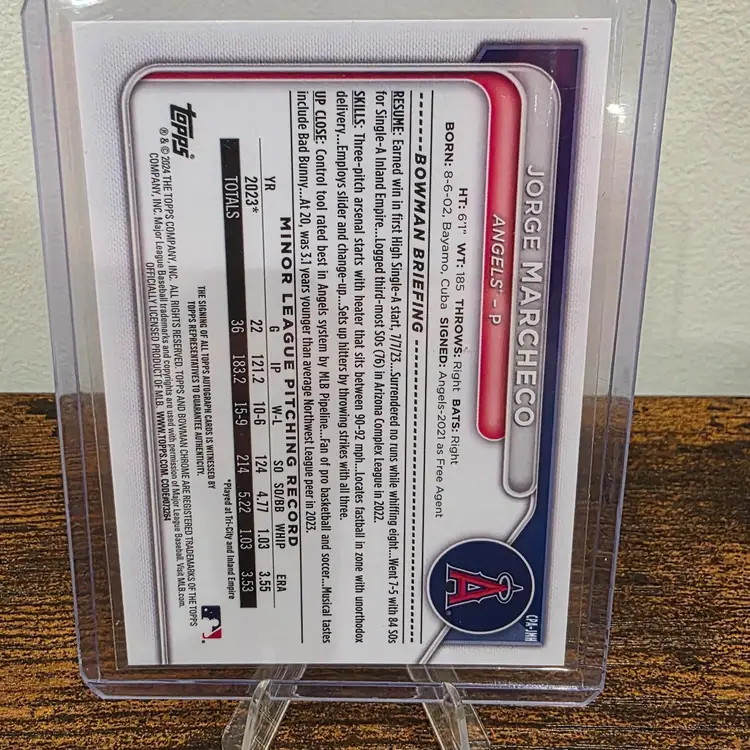 CPA-JMH
JORGE MARCHECO
ANGELS® – P
A
HT: 6'1" WT: 185 THROWS: Right BATS: Right
BORN: 8-6-02, Bayamo, Cuba SIGNED: Angels-2021 as Free Agent
BOWMAN BRIEFING
RESUME: Earned win in first High Single-A start, 7/7/23....Surrendered no runs while whiffing eight...Went 7-5 with 84 SOs
for Single-A Inland Empire...Logged third-most SOs (76) in Arizona Complex League in 2022.
SKILLS: Three-pitch arsenal starts with heater that sits between 90-92 mph...Locates fastball in zone with unorthodox
delivery...Employs slider and change-up...Sets up hitters by throwing strikes with all three.
UP CLOSE: Control tool rated best in Angels system by MLB Pipeline...Fan of pro basketball and soccer...Musical tastes
include Bad Bunny...At 20, was 3.1 years younger than average Northwest League peer in 2023.
MINOR LEAGUE PITCHING RECORD
YR G IP W-L SO SO/BB WHIP ERA
2023* 22 121.2 10-6 124 4.77 1.03 3.55
TOTALS 36 183.2 15-9 214 5.22 1.03 3.53
*Played at Tri-City and Inland Empire
THE SIGNING OF ALL TOPPS AUTOGRAPH CARDS IS WITNESSED BY
TOPPS REPRESENTATIVES TO GUARANTEE AUTHENTICITY.
topps®
® & © 2024 THE TOPPS COMPANY, INC. ALL RIGHTS RESERVED. TOPPS AND BOWMAN CHROME ARE REGISTERED TRADEMARKS OF THE TOPPS
COMPANY, INC. Major League Baseball trademarks and copyrights are used with permission of Major League Baseball. Visit MLB.com.
OFFICIALLY LICENSED PRODUCT OF MLB. WWW.TOPPS.COM. CODE#073264